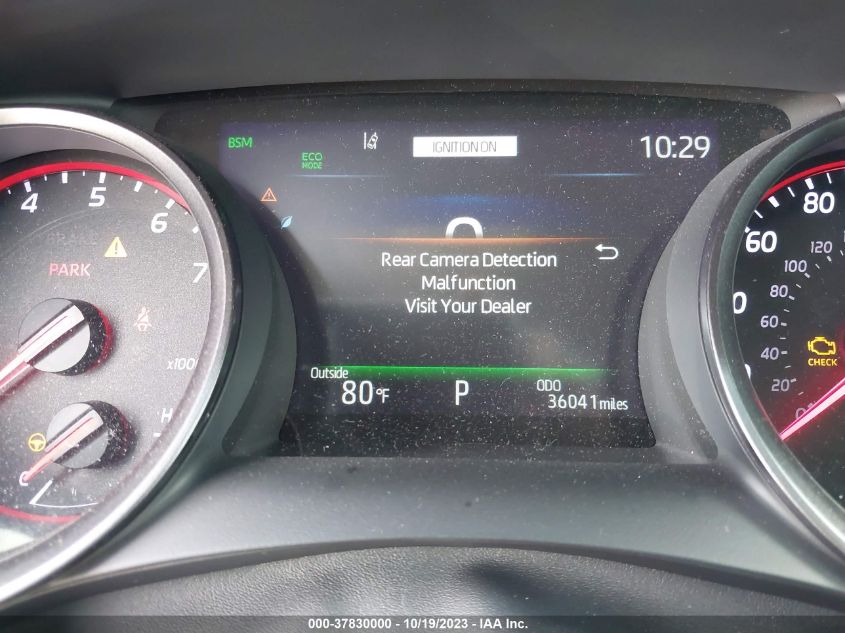 BSM
ECO
MODE
IGNITION ON
10:29
Rear Camera Detection
Malfunction
Visit Your Dealer
Outside
80°F
P
ODO
36041 miles
4
5
6
7
PARK
x100
H
C
60
80
120
100
80
60
40
20
0
CHECK
000-37830000 - 10/19/2023 - IAA Inc.